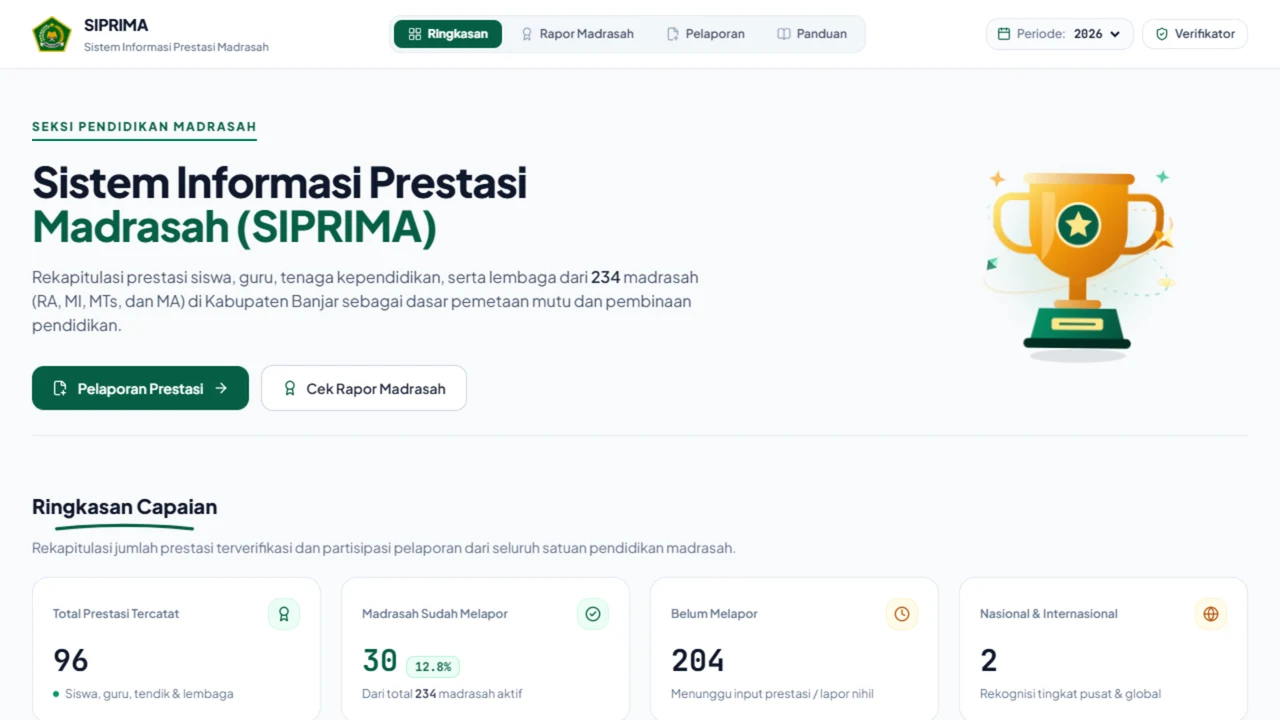 SIPRIMA
Sistem Informasi Prestasi Madrasah
Ringkasan
Rapor Madrasah
Pelaporan
Panduan
Periode: 2026
Verifikator
SEKSI PENDIDIKAN MADRASAH
Sistem Informasi Prestasi
Madrasah (SIPRIMA)
Rekapitulasi prestasi siswa, guru, tenaga kependidikan, serta lembaga dari 234 madrasah
(RA, MI, MTs, dan MA) di Kabupaten Banjar sebagai dasar pemetaan mutu dan pembinaan
pendidikan.
Pelaporan Prestasi
Cek Rapor Madrasah
Ringkasan Capaian
Rekapitulasi jumlah prestasi terverifikasi dan partisipasi pelaporan dari seluruh satuan pendidikan madrasah.
Total Prestasi Tercatat
96
Siswa, guru, tendik & lembaga
Madrasah Sudah Melapor
30 12.8%
Dari total 234 madrasah aktif
Belum Melapor
204
Menunggu input prestasi / lapor nihil
Nasional & Internasional
2
Rekognisi tingkat pusat & global